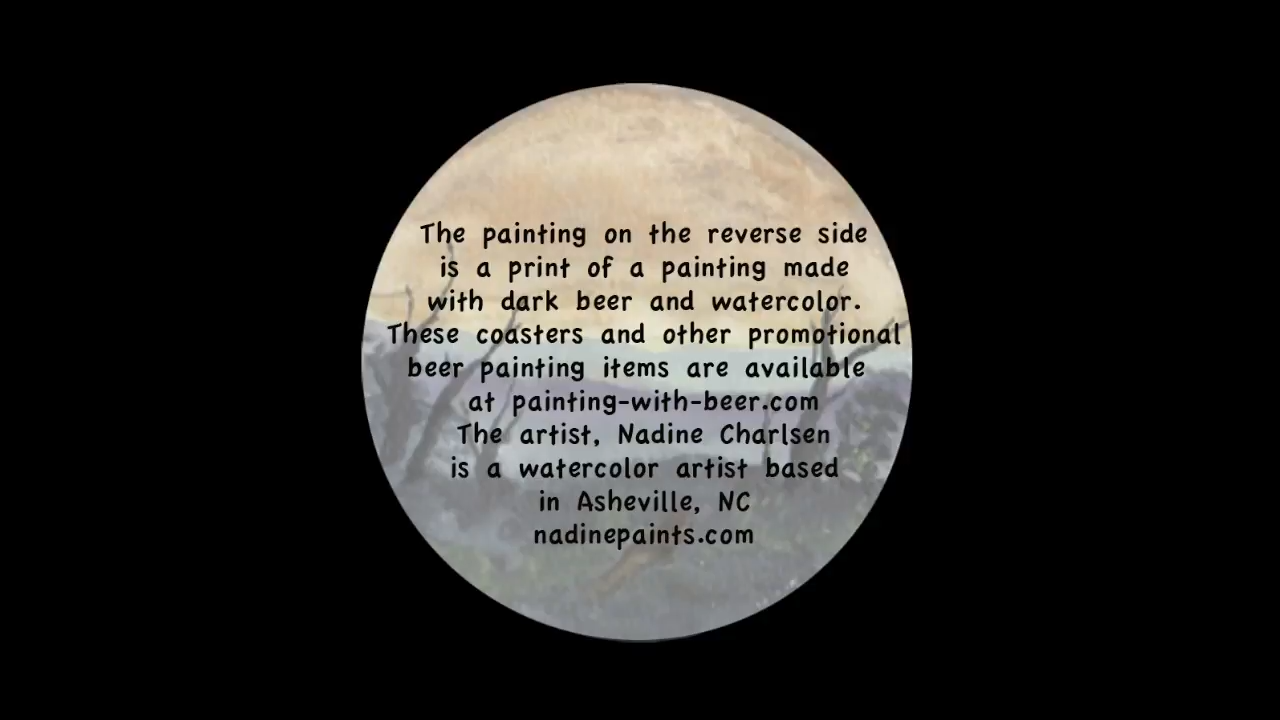 The painting on the reverse side
is a print of a painting made
with dark beer and watercolor.
These coasters and other promotional
beer painting items are available
at painting-with-beer.com
The artist, Nadine Charlsen
is a watercolor artist based
in Asheville, NC
nadinepaints.com